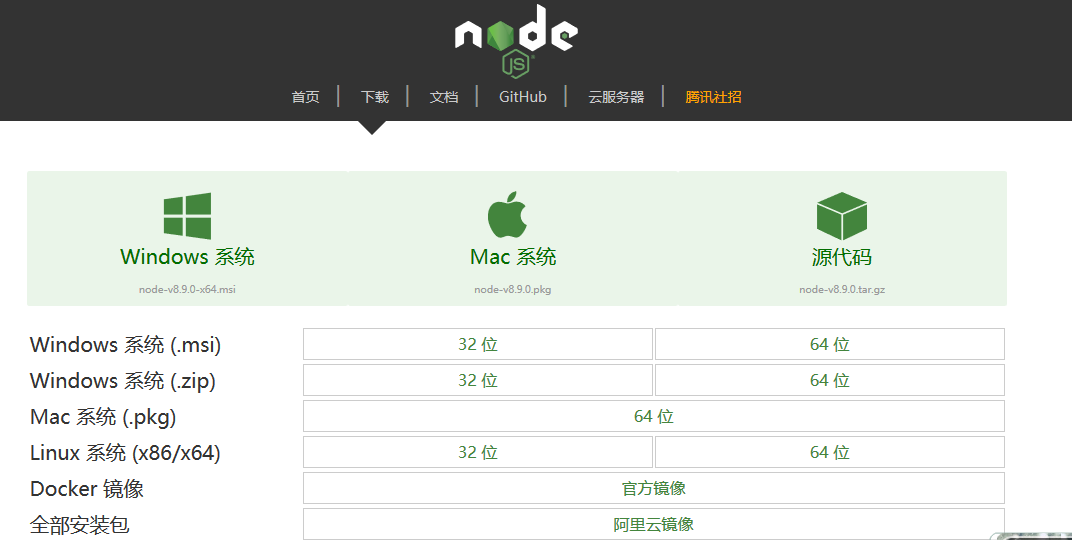 node
JS
首页 下载 文档 GitHub 云服务器 腾讯社招
Windows 系统 Mac 系统 源代码
node-v8.9.0-x64.msi node-v8.9.0.pkg node-v8.9.0.tar.gz
Windows 系统 (.msi) 32 位 64 位
Windows 系统 (.zip) 32 位 64 位
Mac 系统 (.pkg) 64 位
Linux 系统 (x86/x64) 32 位 64 位
Docker 镜像 官方镜像
全部安装包 阿里云镜像